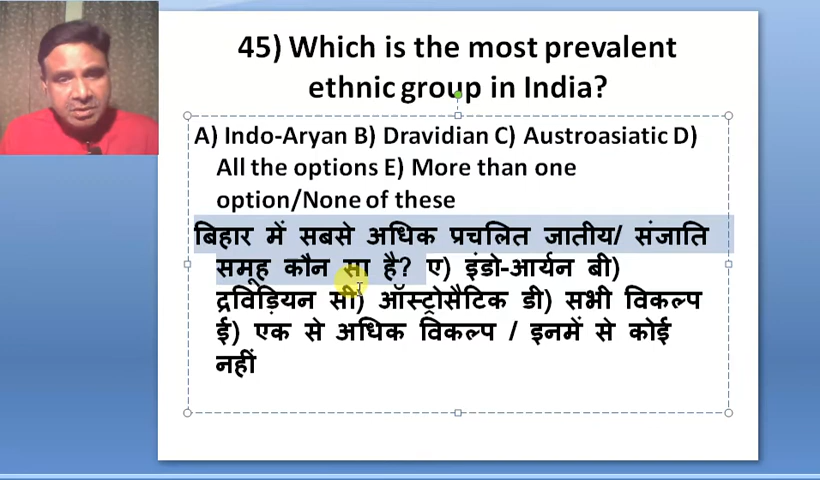 45) Which is the most prevalent
ethnic group in India?
A) Indo-Aryan B) Dravidian C) Austroasiatic D)
All the options E) More than one
option/None of these
बिहार में सबसे अधिक प्रचलित जातीय/ संजाति
समूह कौन सा है? ए) इंडो-आर्यन बी)
द्रविड़ियन सी) ऑस्ट्रोसैटिक डी) सभी विकल्प
ई) एक से अधिक विकल्प / इनमें से कोई
नहीं